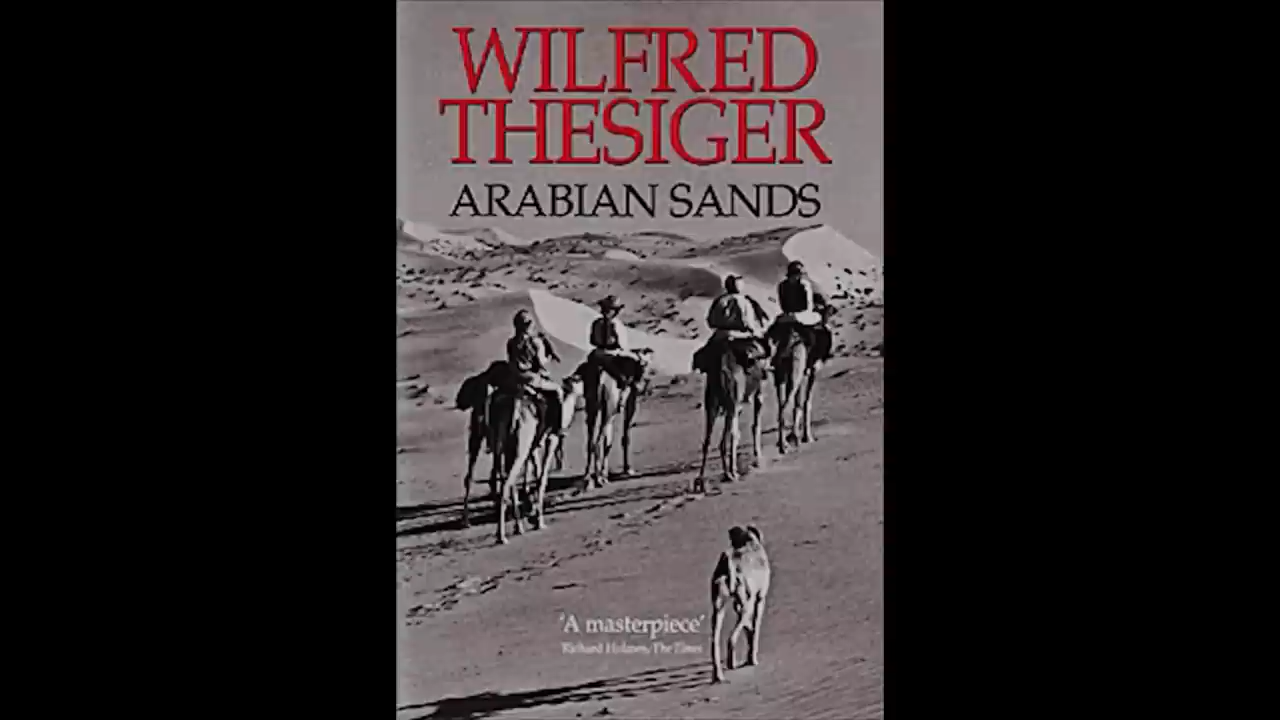 WILFRED
THESIGER
ARABIAN SANDS
'A masterpiece'
Richard Holmes, The Times